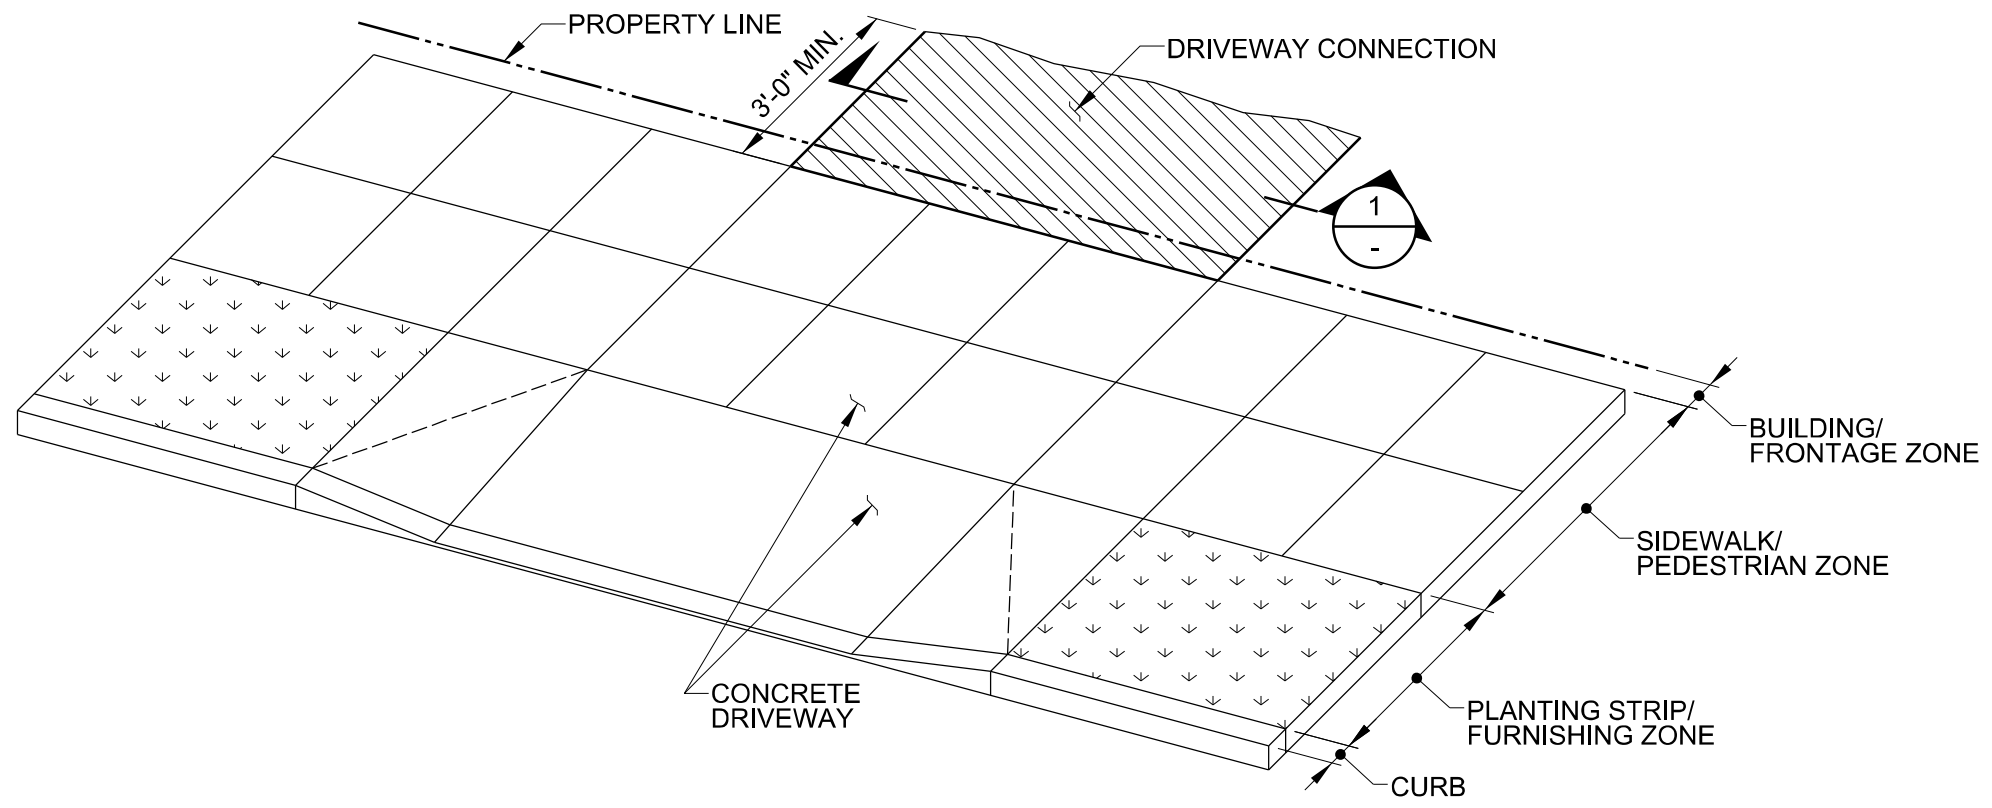 PROPERTY LINE
3'-0" MIN.
DRIVEWAY CONNECTION
1
-
BUILDING/
FRONTAGE ZONE
SIDEWALK/
PEDESTRIAN ZONE
CONCRETE
DRIVEWAY
PLANTING STRIP/
FURNISHING ZONE
CURB